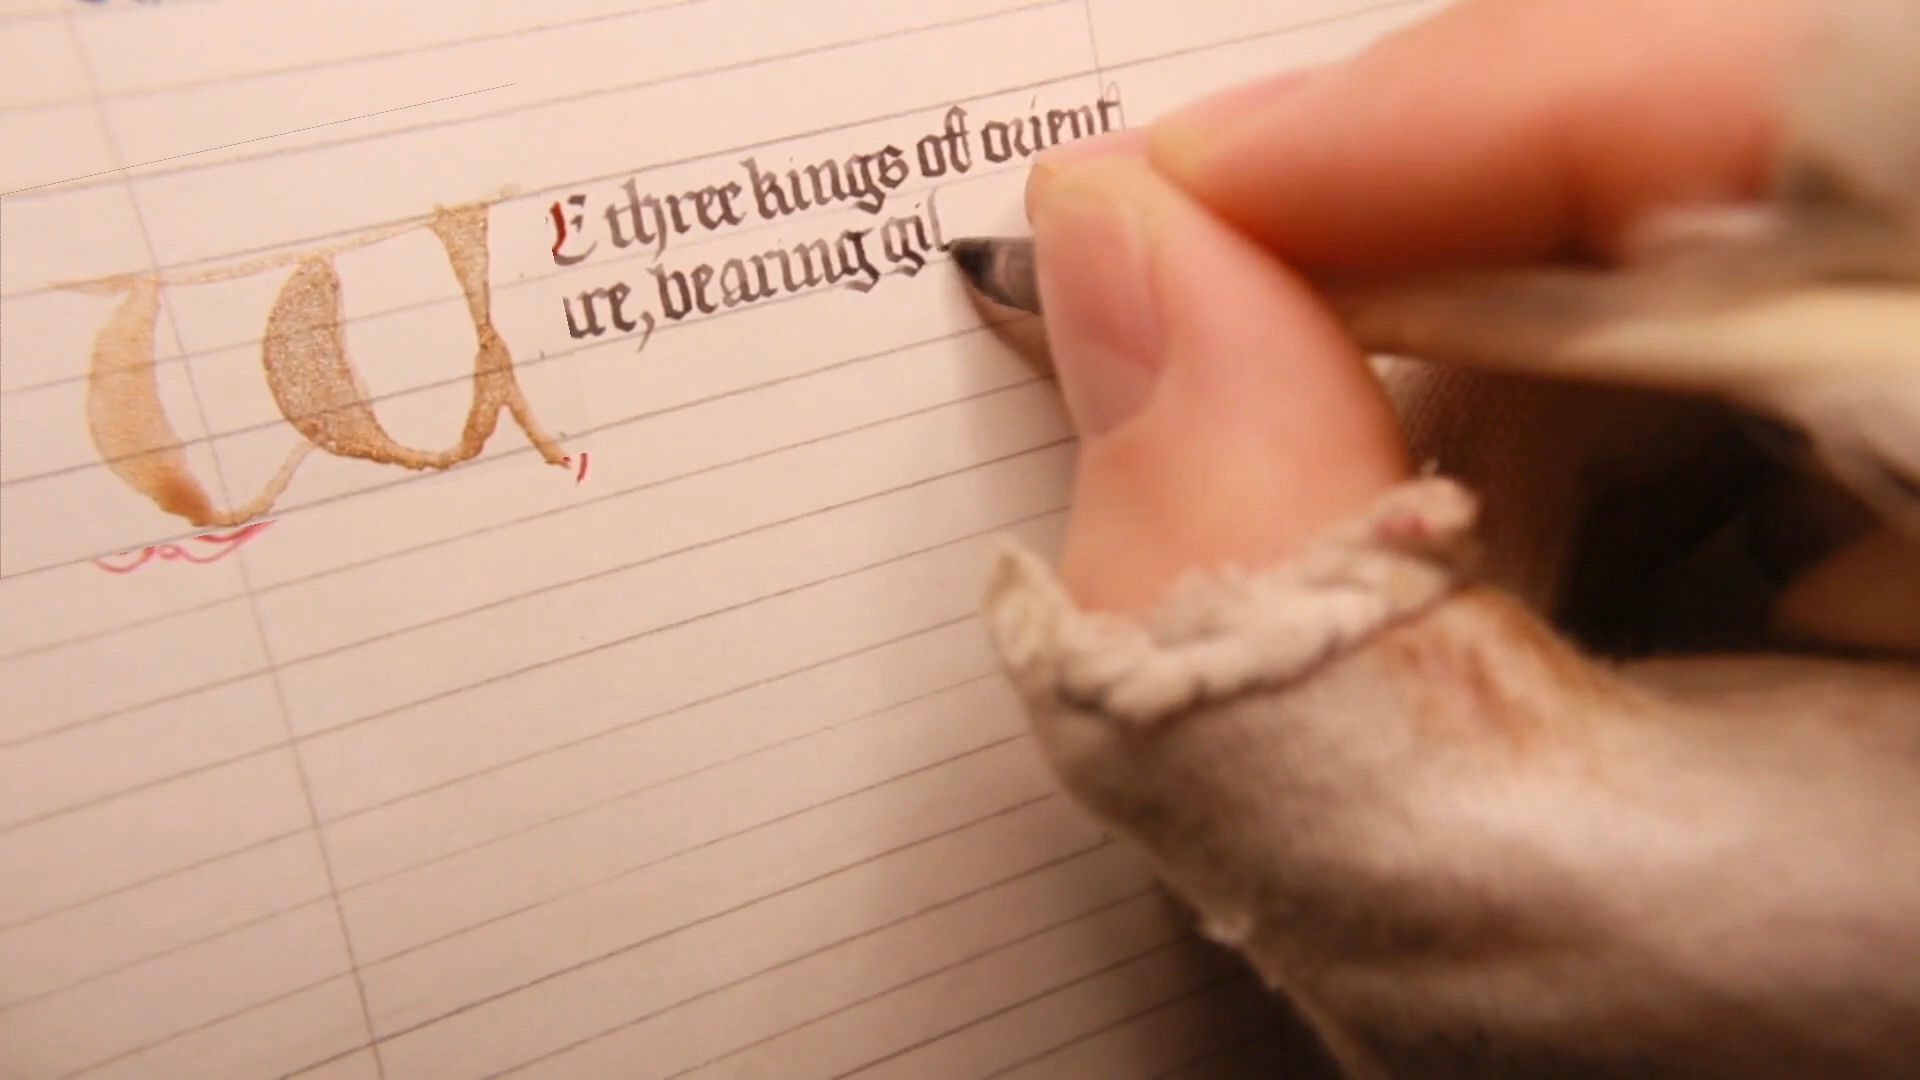 WE three kings of orient
are, bearing gi